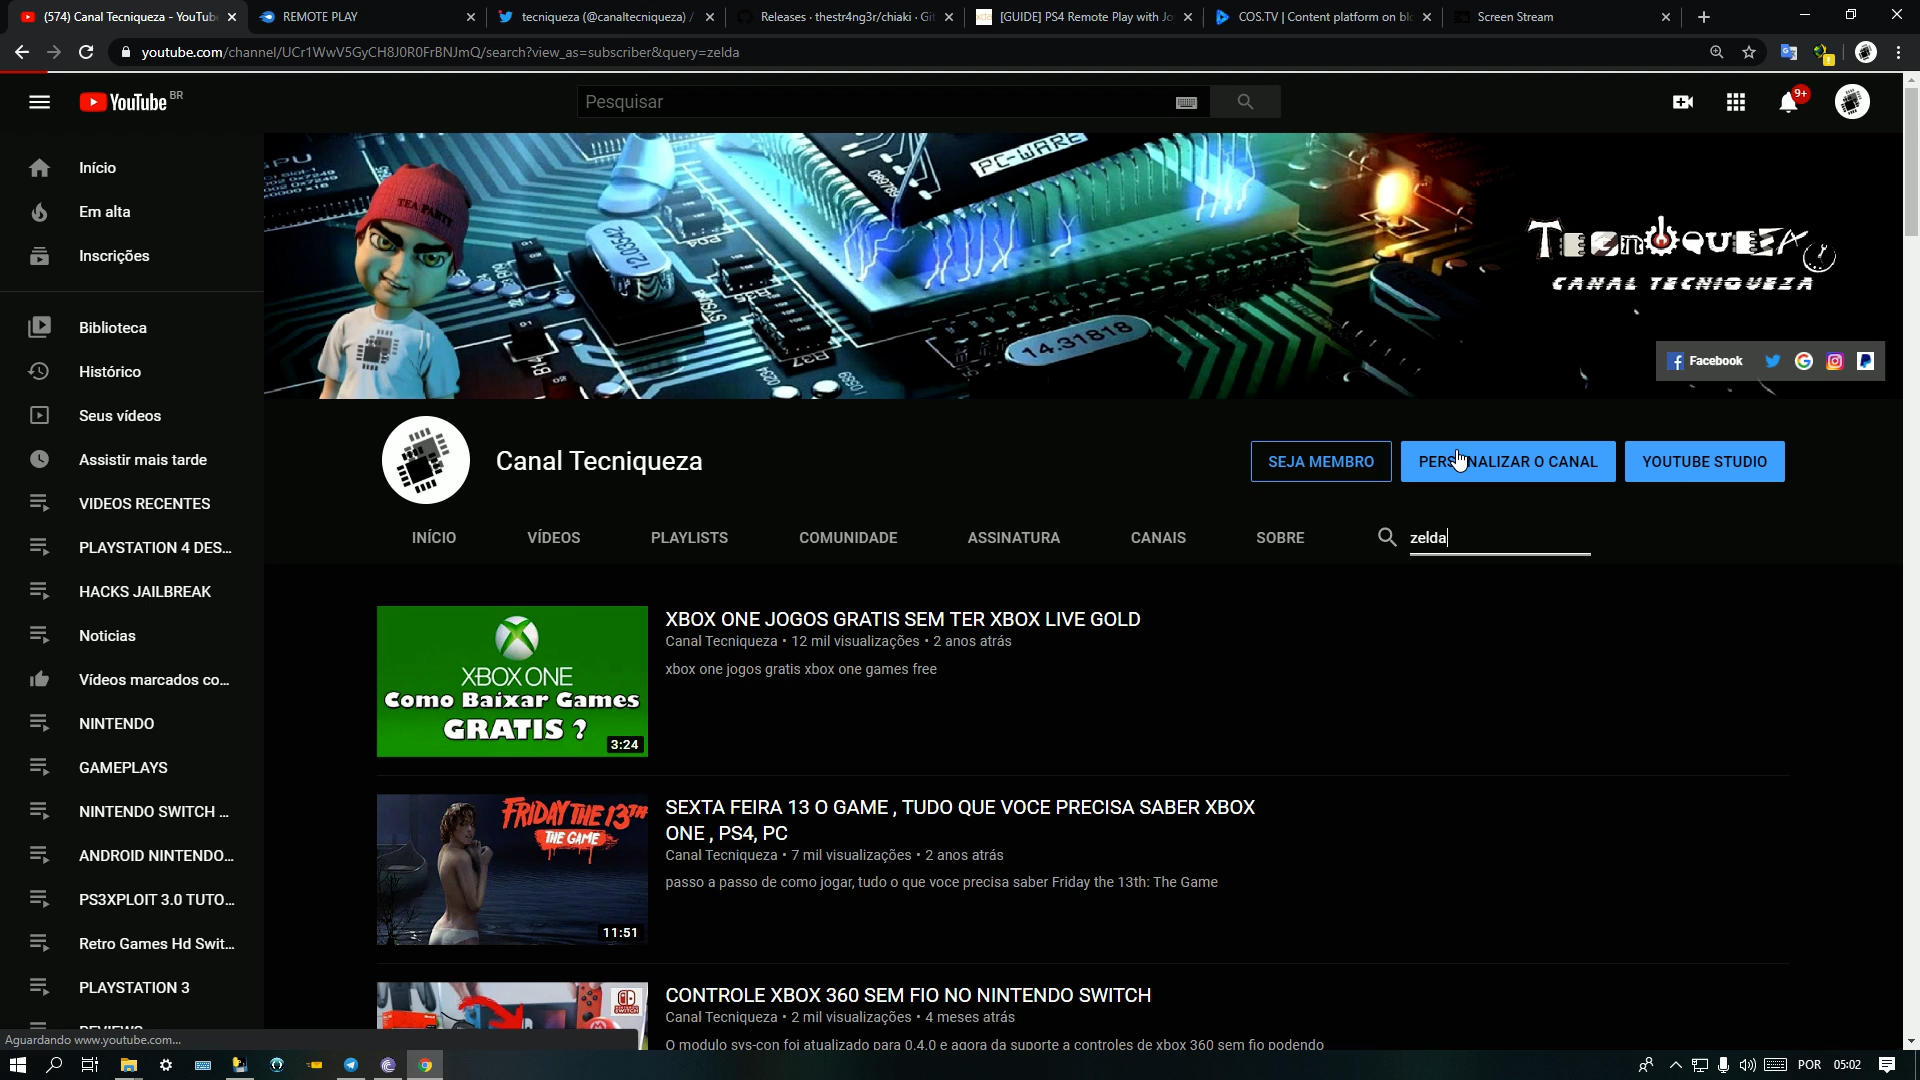 (574) Canal Tecniqueza - YouTub
REMOTE PLAY
tecniqueza (@canaltecniqueza) /
Releases · thestr4ng3r/chiaki · Git
[GUIDE] PS4 Remote Play with Jo
COS.TV | Content platform on blo
Screen Stream
youtube.com/channel/UCr1WwV5GyCH8J0R0FrBNJmQ/search?view_as=subscriber&query=zelda
YouTube BR
Pesquisar
9+
Início
Em alta
Inscrições
Biblioteca
Histórico
Seus vídeos
Assistir mais tarde
VIDEOS RECENTES
PLAYSTATION 4 DES...
HACKS JAILBREAK
Noticias
Vídeos marcados co...
NINTENDO
GAMEPLAYS
NINTENDO SWITCH ...
ANDROID NINTENDO...
PS3XPLOIT 3.0 TUTO...
Retro Games Hd Swit...
PLAYSTATION 3
REVIEWS
TEA PARTY
PC-WARE
14.31818
TECNIQUEZA
CANAL TECNIQUEZA
Facebook
Canal Tecniqueza
SEJA MEMBRO
PERSONALIZAR O CANAL
YOUTUBE STUDIO
INÍCIO
VÍDEOS
PLAYLISTS
COMUNIDADE
ASSINATURA
CANAIS
SOBRE
zelda
XBOX ONE
Como Baixar Games
GRATIS ?
3:24
XBOX ONE JOGOS GRATIS SEM TER XBOX LIVE GOLD
Canal Tecniqueza • 12 mil visualizações • 2 anos atrás
xbox one jogos gratis xbox one games free
FRIDAY THE 13TH
THE GAME
11:51
SEXTA FEIRA 13 O GAME , TUDO QUE VOCE PRECISA SABER XBOX
ONE , PS4, PC
Canal Tecniqueza • 7 mil visualizações • 2 anos atrás
passo a passo de como jogar, tudo o que voce precisa saber Friday the 13th: The Game
CONTROLE XBOX 360 SEM FIO NO NINTENDO SWITCH
Canal Tecniqueza • 2 mil visualizações • 4 meses atrás
O modulo sys-con foi atualizado para 0.4.0 e agora da suporte a controles de xbox 360 sem fio podendo
Aguardando www.youtube.com...
POR
05:02